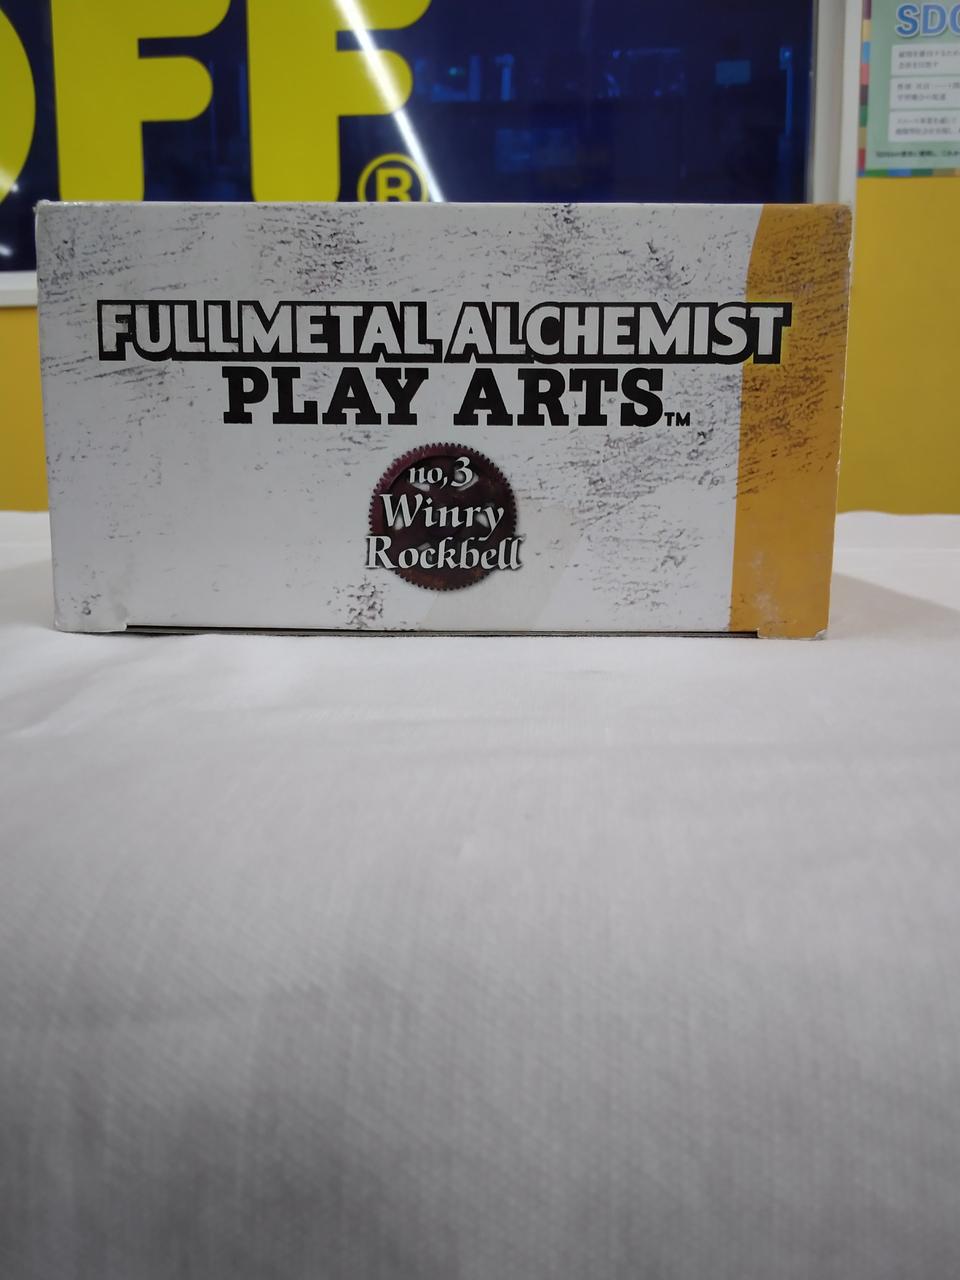 OFF
®
SDG
FULLMETAL ALCHEMIST
PLAY ARTS™
no,3
Winry
Rockbell